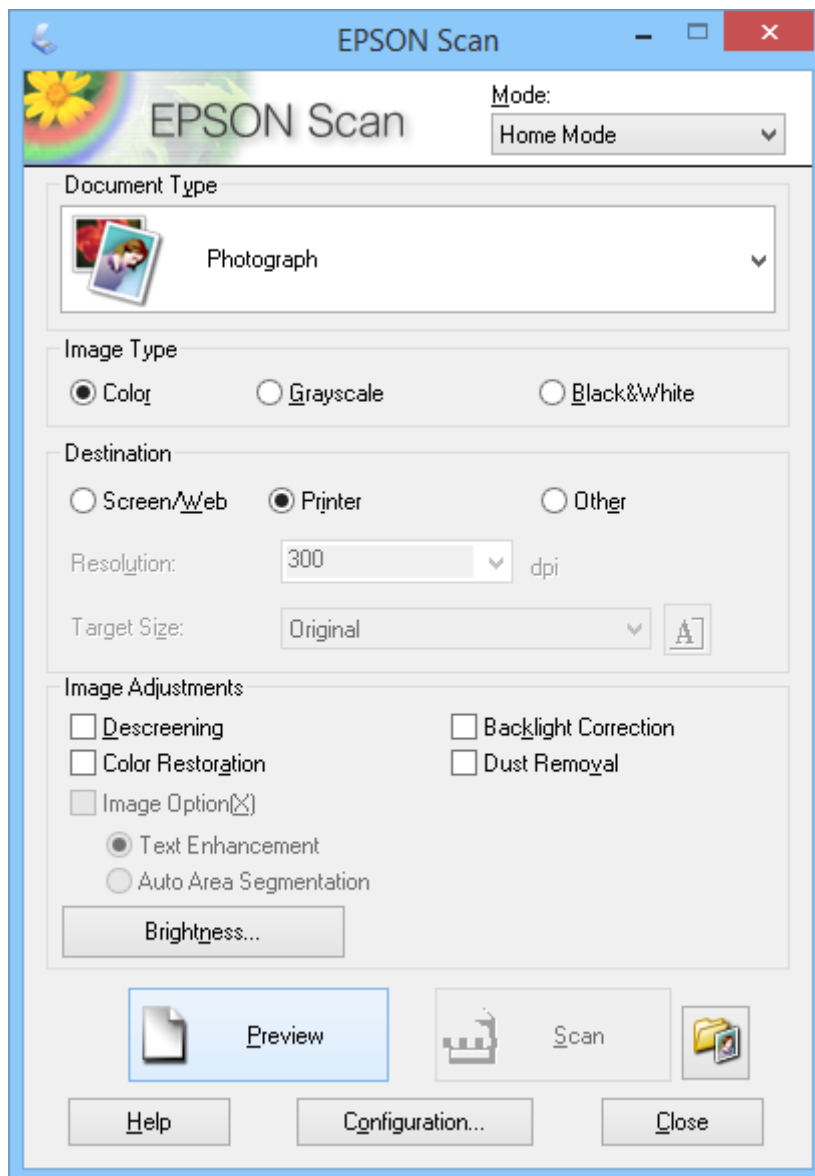 EPSON Scan
EPSON Scan
Mode:
Home Mode
Document Type
Photograph
Image Type
Color Grayscale Black&White
Destination
Screen/Web Printer Other
Resolution: 300 dpi
Target Size: Original A
Image Adjustments
Descreening Backlight Correction
Color Restoration Dust Removal
Image Option(X)
Text Enhancement
Auto Area Segmentation
Brightness...
Preview Scan
Help Configuration... Close